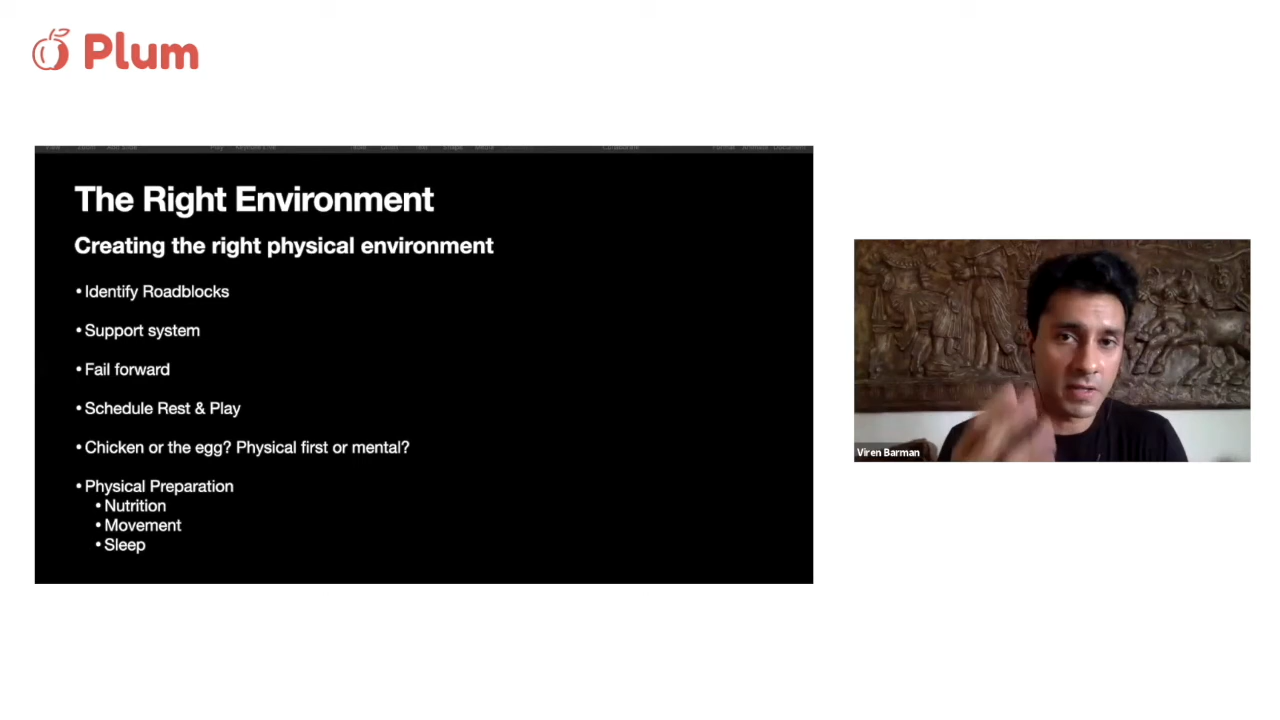 Plum
The Right Environment
Creating the right physical environment
• Identify Roadblocks
• Support system
• Fail forward
• Schedule Rest & Play
• Chicken or the egg? Physical first or mental?
• Physical Preparation
• Nutrition
• Movement
• Sleep
Viren Barman